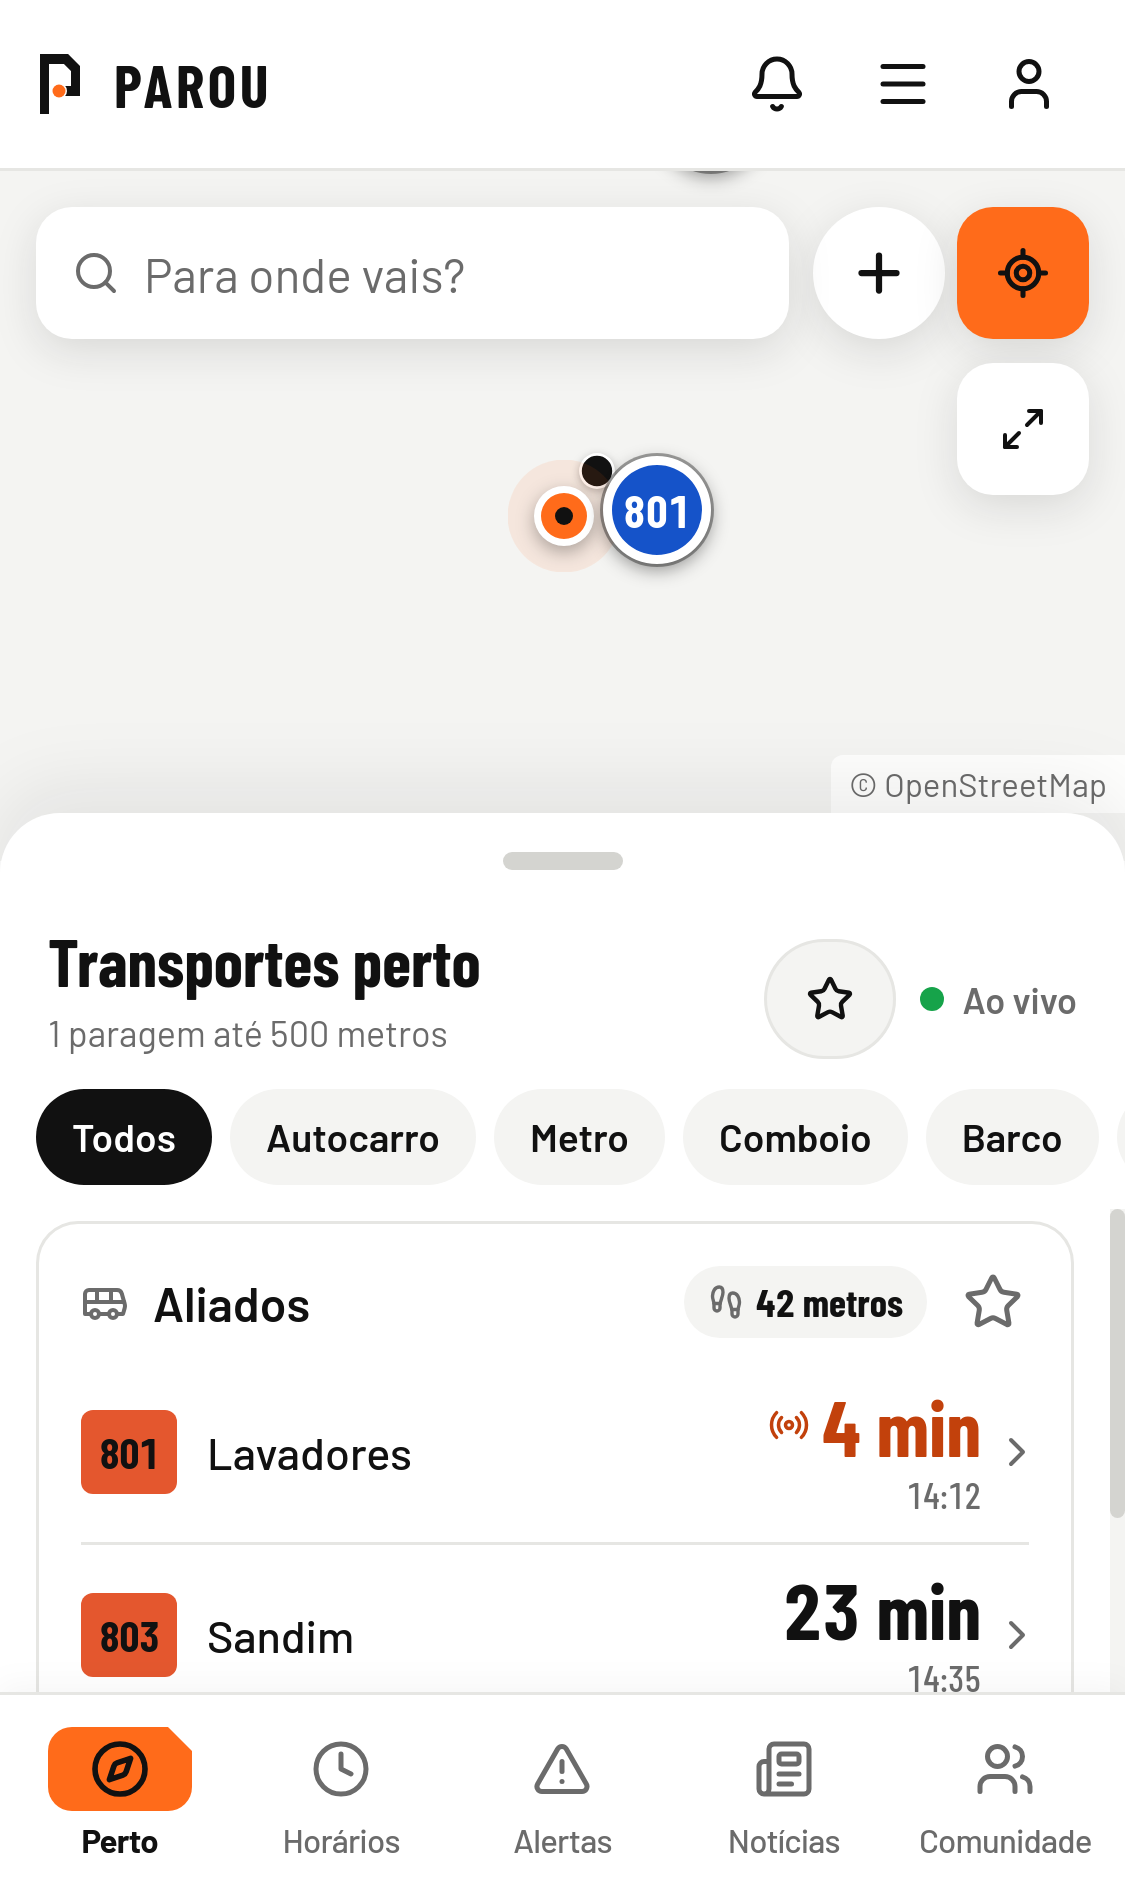 PAROU
Para onde vais?
801
© OpenStreetMap
Transportes perto
1 paragem até 500 metros
Ao vivo
Todos
Autocarro
Metro
Comboio
Barco
Aliados
42 metros
801
Lavadores
4 min
14:12
803
Sandim
23 min
14:35
Perto
Horários
Alertas
Notícias
Comunidade